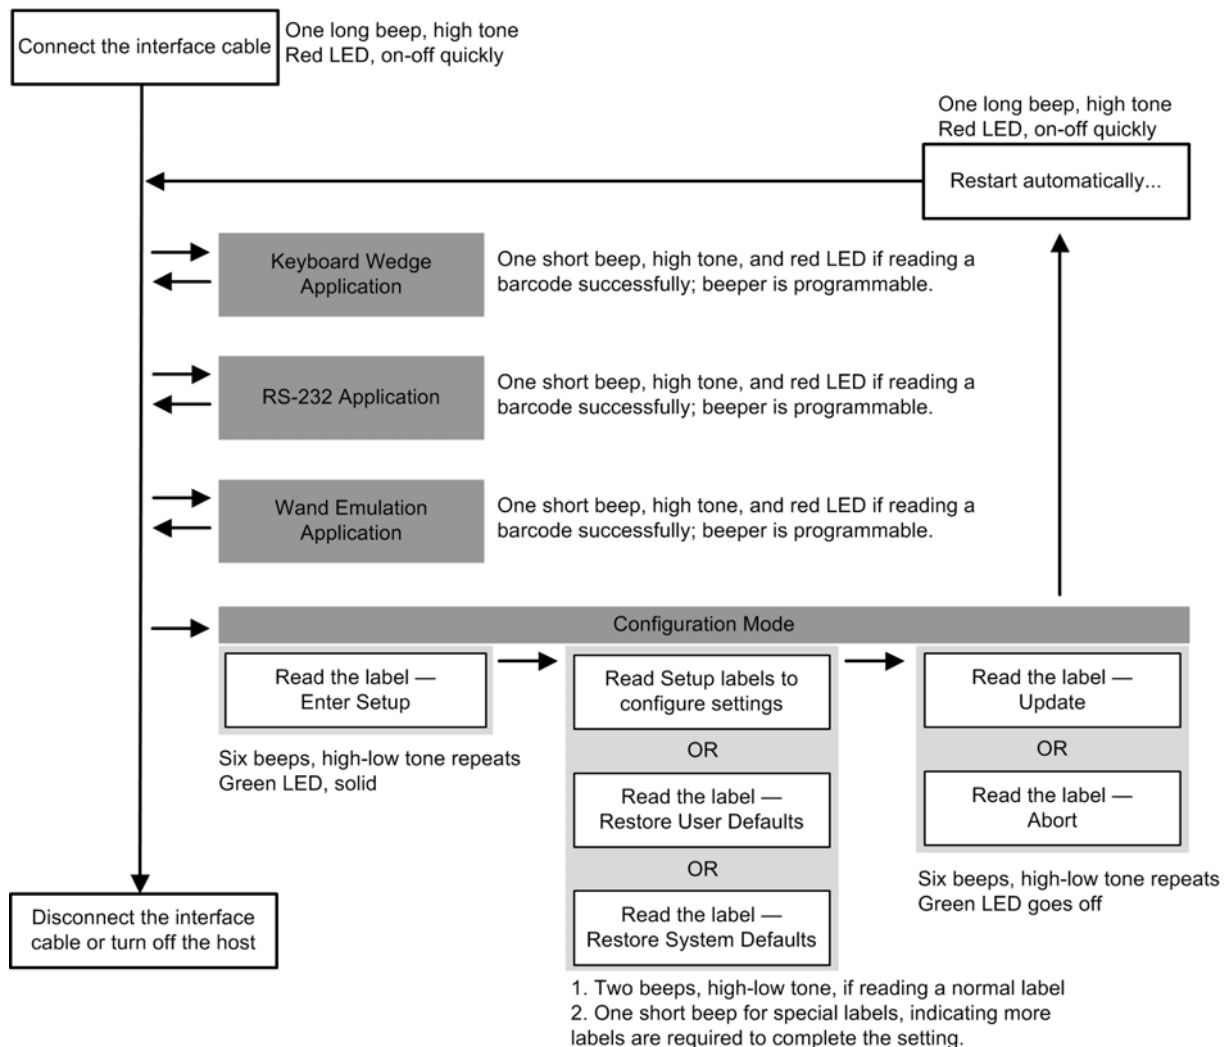 Connect the interface cable
One long beep, high tone
Red LED, on-off quickly
One long beep, high tone
Red LED, on-off quickly
Restart automatically...
Keyboard Wedge
Application
One short beep, high tone, and red LED if reading a
barcode successfully; beeper is programmable.
RS-232 Application
One short beep, high tone, and red LED if reading a
barcode successfully; beeper is programmable.
Wand Emulation
Application
One short beep, high tone, and red LED if reading a
barcode successfully; beeper is programmable.
Configuration Mode
Read the label —
Enter Setup
Six beeps, high-low tone repeats
Green LED, solid
Read Setup labels to
configure settings
OR
Read the label —
Restore User Defaults
OR
Read the label —
Restore System Defaults
1. Two beeps, high-low tone, if reading a normal label
2. One short beep for special labels, indicating more
labels are required to complete the setting.
Read the label —
Update
OR
Read the label —
Abort
Six beeps, high-low tone repeats
Green LED goes off
Disconnect the interface
cable or turn off the host